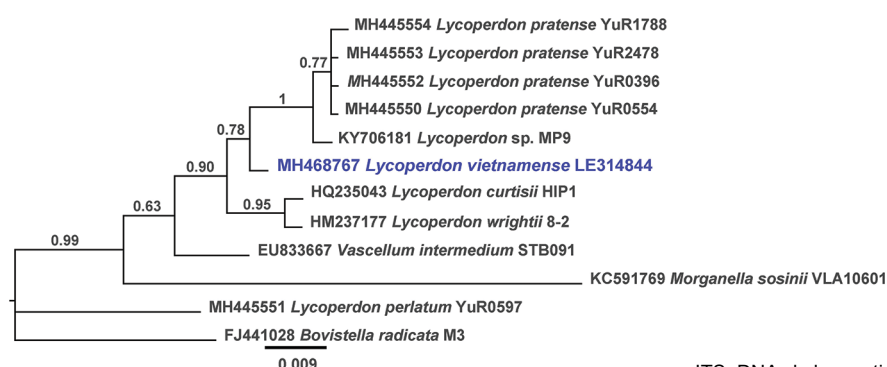 MH445554 Lycoperdon pratense YuR1788
0.77
MH445553 Lycoperdon pratense YuR2478
MH445552 Lycoperdon pratense YuR0396
1
MH445550 Lycoperdon pratense YuR0554
0.78
KY706181 Lycoperdon sp. MP9
0.90
MH468767 Lycoperdon vietnamense LE314844
HQ235043 Lycoperdon curtisii HIP1
0.95
HM237177 Lycoperdon wrightii 8-2
0.63
EU833667 Vascellum intermedium STB091
0.99
KC591769 Morganella sosinii VLA10601
MH445551 Lycoperdon perlatum YuR0597
FJ441028 Bovistella radicata M3
0.009